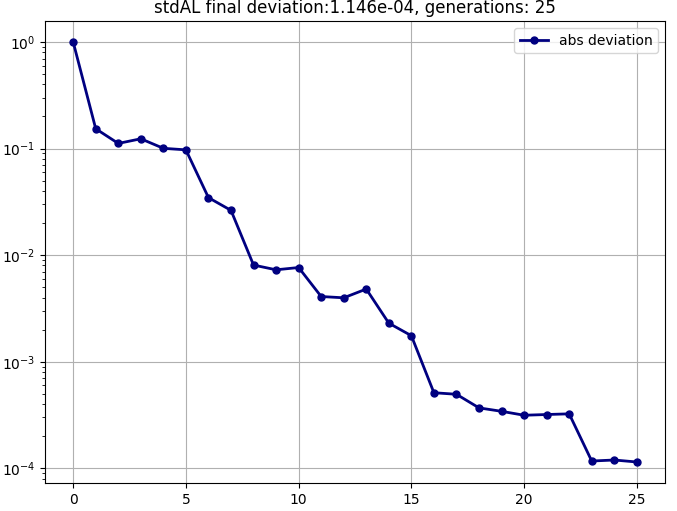 stdAL final deviation:1.146e-04, generations: 25
abs deviation
10⁰
10⁻¹
10⁻²
10⁻³
10⁻⁴
0 5 10 15 20 25